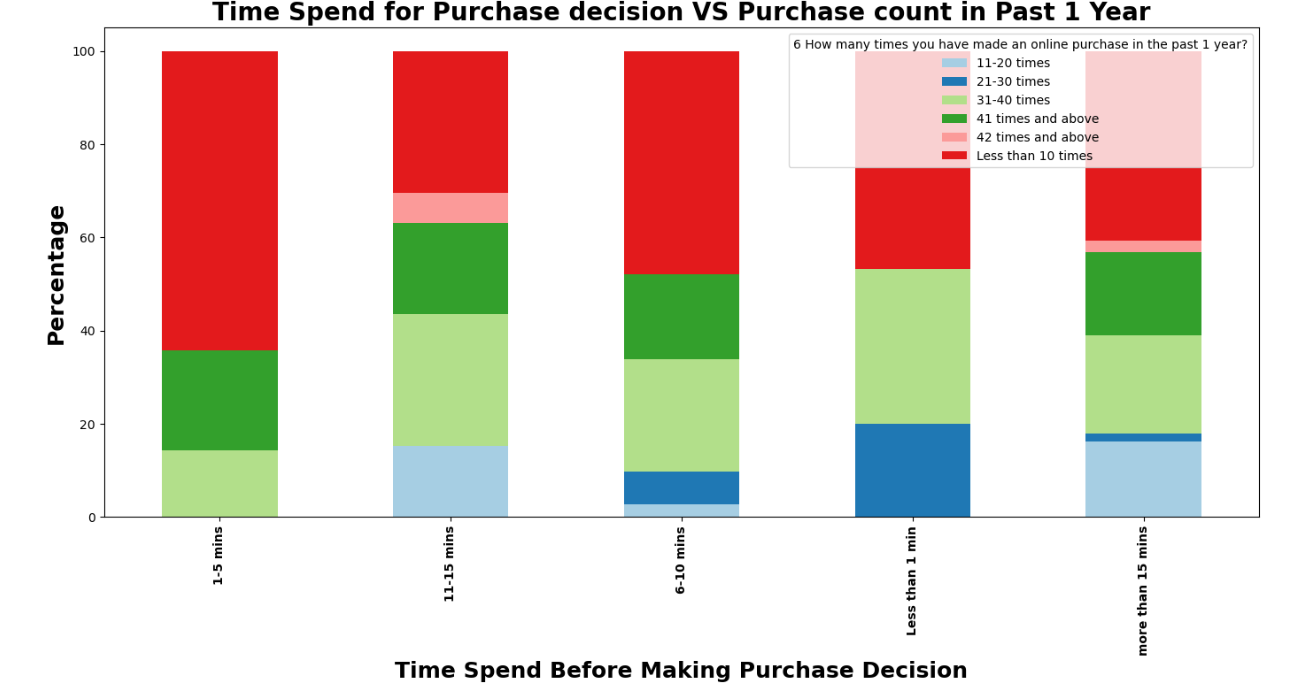 Time Spend for Purchase decision VS Purchase count in Past 1 Year
6 How many times you have made an online purchase in the past 1 year?
11-20 times
21-30 times
31-40 times
41 times and above
42 times and above
Less than 10 times
Percentage
100
80
60
40
20
0
1-5 mins
11-15 mins
6-10 mins
Less than 1 min
more than 15 mins
Time Spend Before Making Purchase Decision